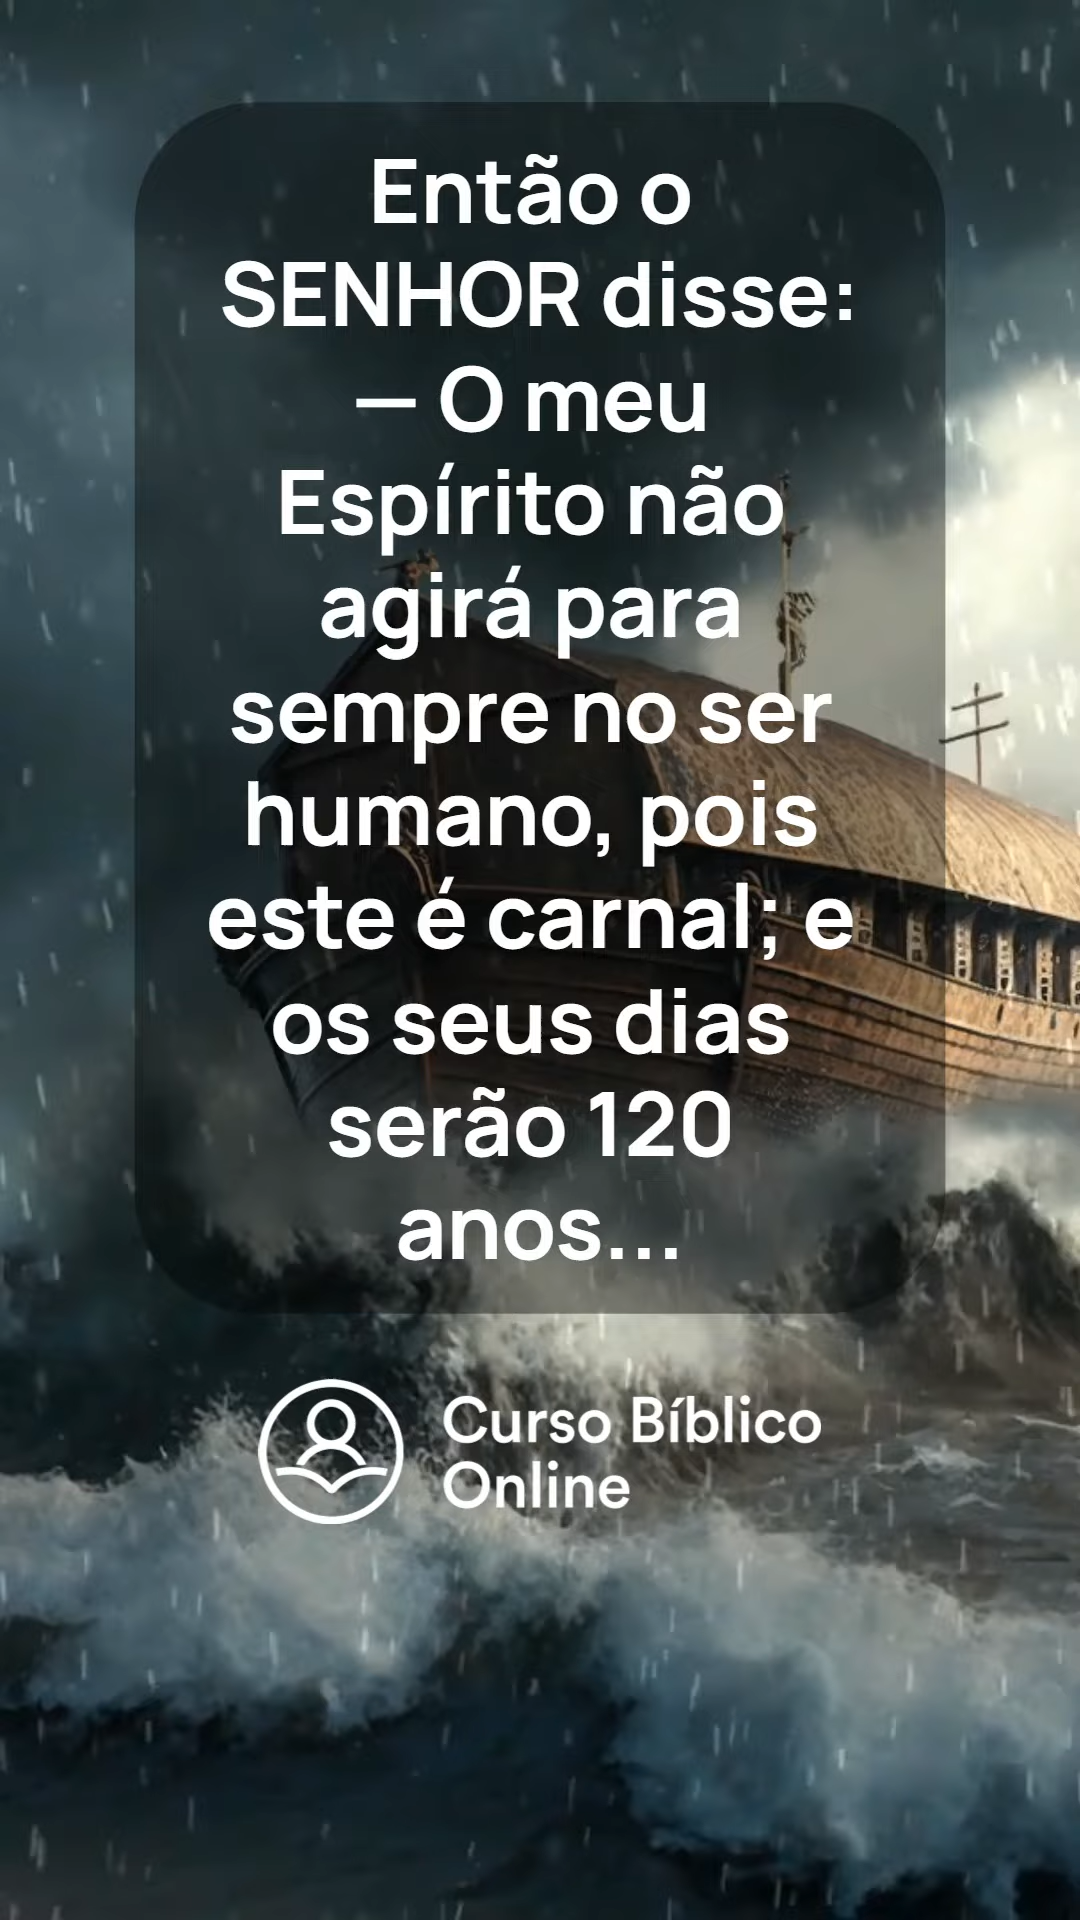 Então o
SENHOR disse:
— O meu
Espírito não
agirá para
sempre no ser
humano, pois
este é carnal; e
os seus dias
serão 120
anos...
Curso Bíblico
Online